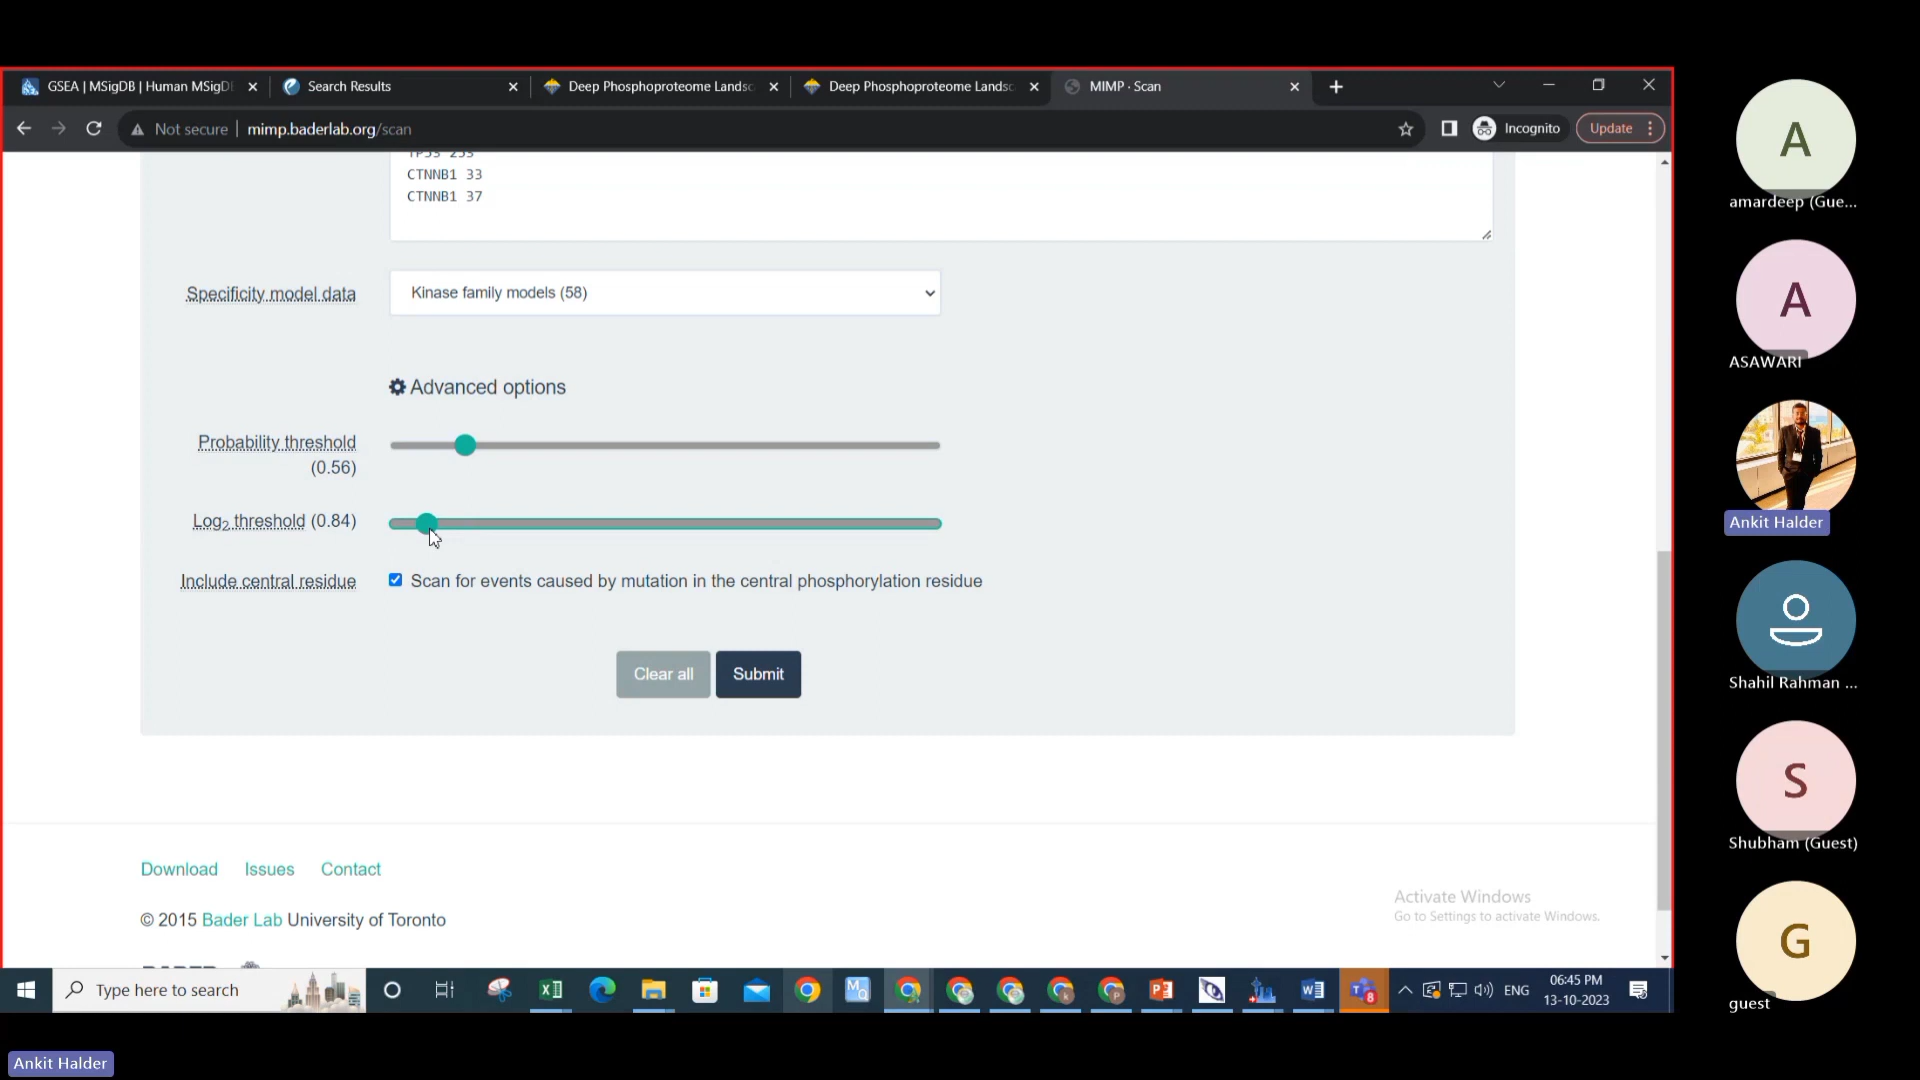 GSEA | MSigDB | Human MSigD
Search Results
Deep Phosphoproteome Landsc
Deep Phosphoproteome Landsc
MIMP · Scan
Not secure
mimp.baderlab.org/scan
Incognito
Update
TP53 253
CTNNB1 33
CTNNB1 37
Specificity model data
Kinase family models (58)
Advanced options
Probability threshold
(0.56)
Log2 threshold (0.84)
Include central residue
Scan for events caused by mutation in the central phosphorylation residue
Clear all
Submit
Download
Issues
Contact
© 2015 Bader Lab University of Toronto
Activate Windows
Go to Settings to activate Windows.
Type here to search
ENG
06:45 PM
13-10-2023
A
amardeep (Gue...
A
ASAWARI
Ankit Halder
Shahil Rahman ...
S
Shubham (Guest)
G
guest
Ankit Halder